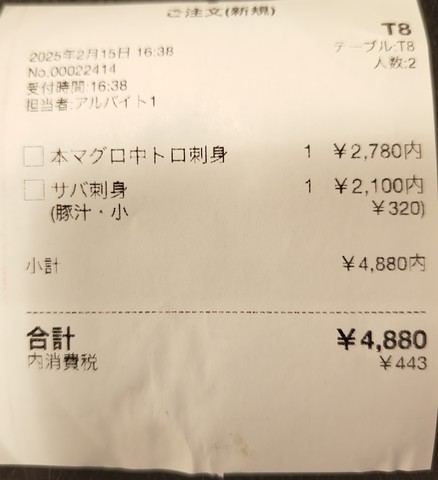 ご注文(新規)
T8
2025年2月15日 16:38
テーブル:T8
No.00022414
人数:2
受付時間:16:38
担当者:アルバイト1
本マグロ中トロ刺身 1 ¥2,780内
サバ刺身 1 ¥2,100内
(豚汁・小 ¥320)
小計 ¥4,880内
合計 ¥4,880
内消費税 ¥443